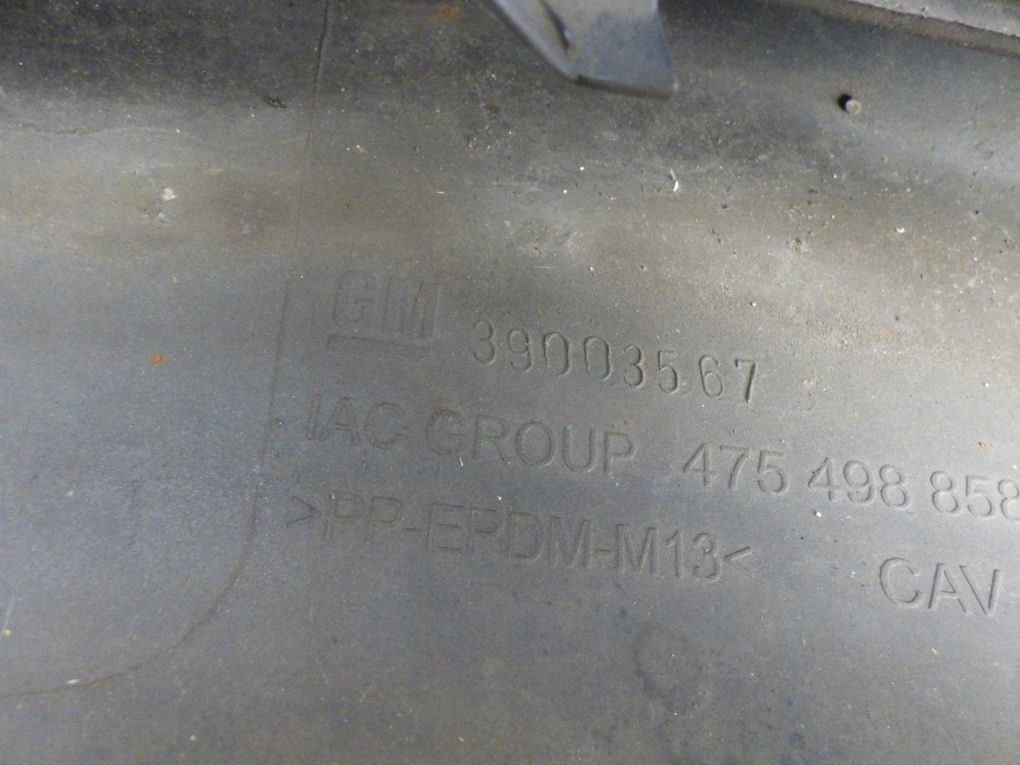 GM 39003567
IAC GROUP 475 498 858
>PP-EPDM-M13< CAV